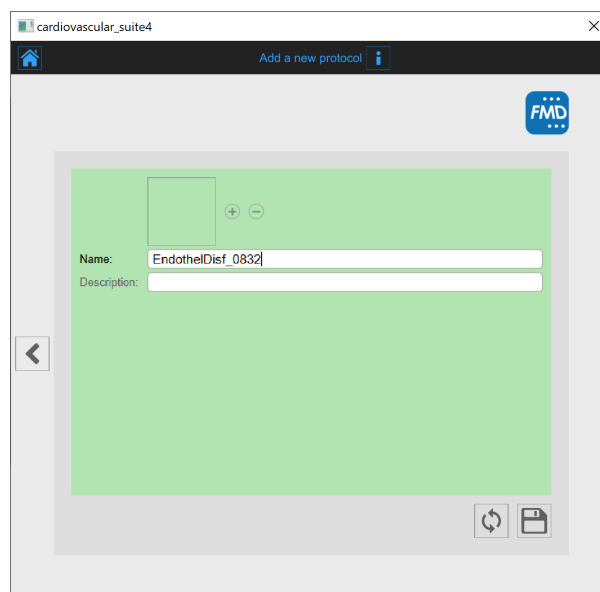 cardiovascular_suite4
Add a new protocol
FMD
Name: EndothelDisf_0832
Description: